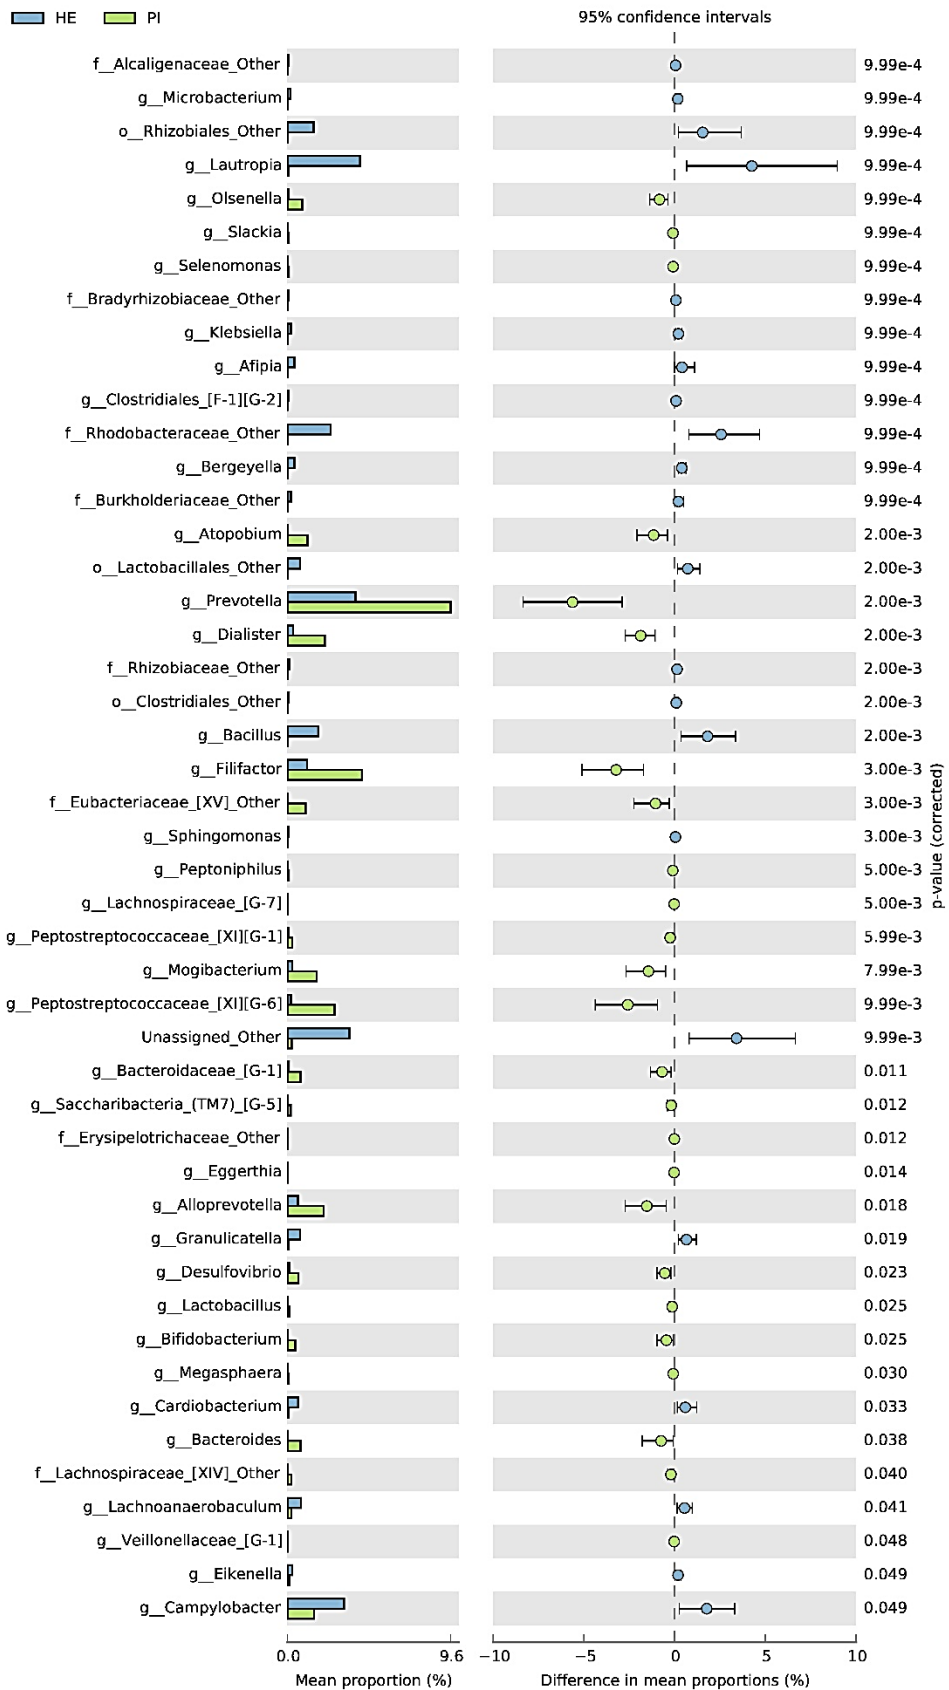 HE PI 95% confidence intervals
f__Alcaligenaceae_Other 9.99e-4
g__Microbacterium 9.99e-4
o__Rhizobiales_Other 9.99e-4
g__Lautropia 9.99e-4
g__Olsenella 9.99e-4
g__Slackia 9.99e-4
g__Selenomonas 9.99e-4
f__Bradyrhizobiaceae_Other 9.99e-4
g__Klebsiella 9.99e-4
g__Afipia 9.99e-4
g__Clostridiales_[F-1][G-2] 9.99e-4
f__Rhodobacteraceae_Other 9.99e-4
g__Bergeyella 9.99e-4
f__Burkholderiaceae_Other 9.99e-4
g__Atopobium 2.00e-3
o__Lactobacillales_Other 2.00e-3
g__Prevotella 2.00e-3
g__Dialister 2.00e-3
f__Rhizobiaceae_Other 2.00e-3
o__Clostridiales_Other 2.00e-3
g__Bacillus 2.00e-3
g__Filifactor 3.00e-3
f__Eubacteriaceae_[XV]_Other 3.00e-3
g__Sphingomonas 3.00e-3
g__Peptoniphilus 5.00e-3
g__Lachnospiraceae_[G-7] 5.00e-3
g__Peptostreptococcaceae_[XI][G-1] 5.99e-3
g__Mogibacterium 7.99e-3
g__Peptostreptococcaceae_[XI][G-6] 9.99e-3
Unassigned_Other 9.99e-3
g__Bacteroidaceae_[G-1] 0.011
g__Saccharibacteria_(TM7)_[G-5] 0.012
f__Erysipelotrichaceae_Other 0.012
g__Eggerthia 0.014
g__Alloprevotella 0.018
g__Granulicatella 0.019
g__Desulfovibrio 0.023
g__Lactobacillus 0.025
g__Bifidobacterium 0.025
g__Megasphaera 0.030
g__Cardiobacterium 0.033
g__Bacteroides 0.038
f__Lachnospiraceae_[XIV]_Other 0.040
g__Lachnoanaerobaculum 0.041
g__Veillonellaceae_[G-1] 0.048
g__Eikenella 0.049
g__Campylobacter 0.049
p-value (corrected)
0.0 9.6 −10 −5 0 5 10
Mean proportion (%) Difference in mean proportions (%)